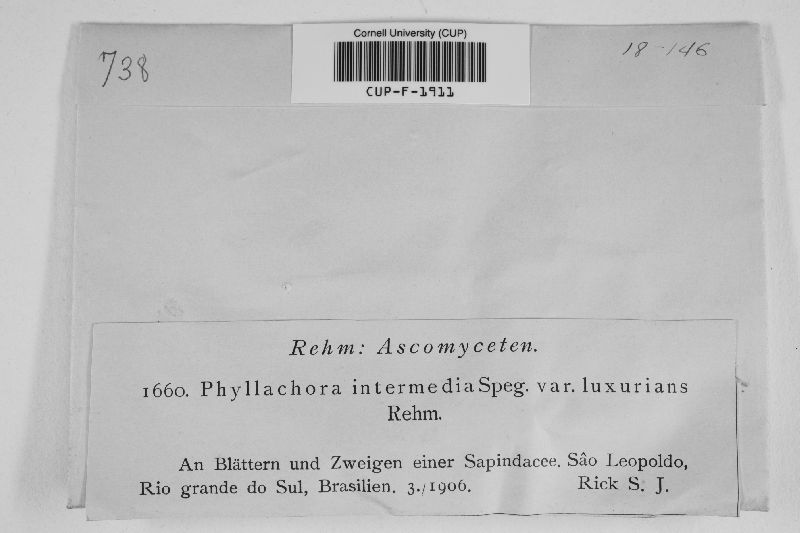 Cornell University (CUP)
738
18-146
CUP-F-1911
Rehm: Ascomyceten.
1660. Phyllachora intermedia Speg. var. luxurians
Rehm.
An Blättern und Zweigen einer Sapindacee. Sâo Leopoldo,
Rio grande do Sul, Brasilien. 3./1906. Rick S. J.